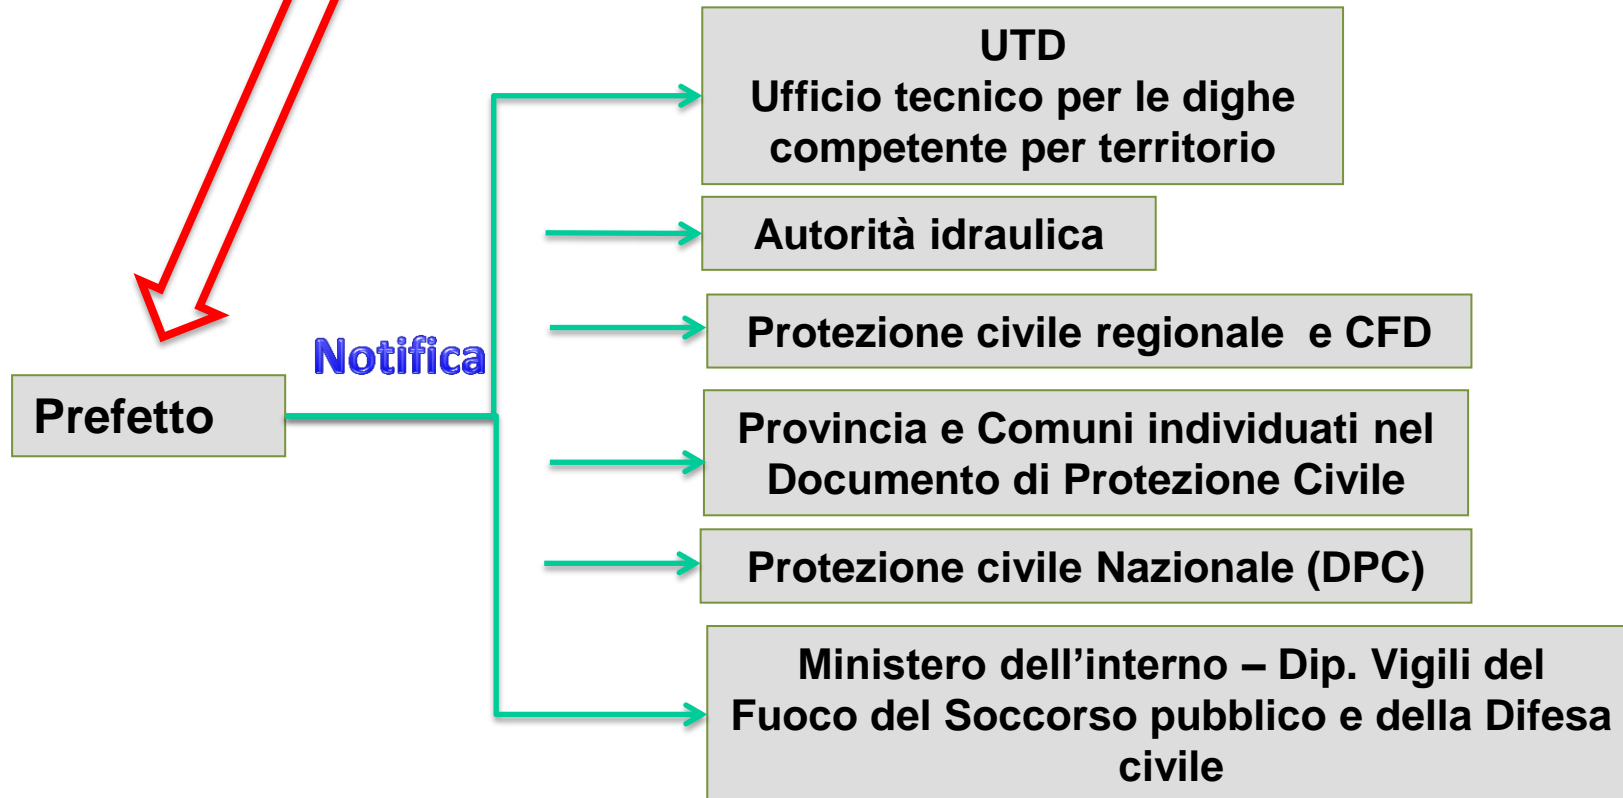 UTD
Ufficio tecnico per le dighe
competente per territorio
Autorità idraulica
Protezione civile regionale e CFD
Notifica
Prefetto
Provincia e Comuni individuati nel
Documento di Protezione Civile
Protezione civile Nazionale (DPC)
Ministero dell’interno – Dip. Vigili del
Fuoco del Soccorso pubblico e della Difesa
civile